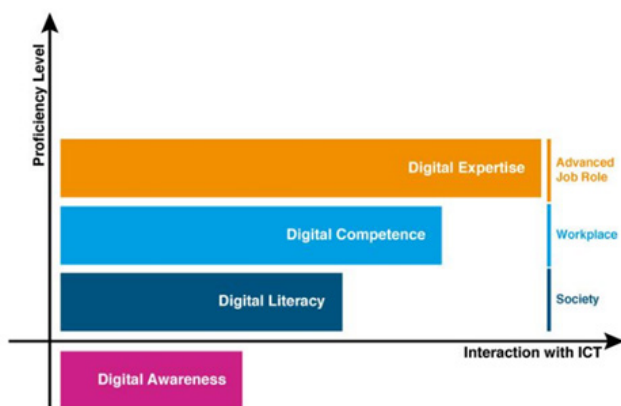 Proficiency Level
Digital Expertise
Advanced
Job Role
Digital Competence
Workplace
Digital Literacy
Society
Interaction with ICT
Digital Awareness